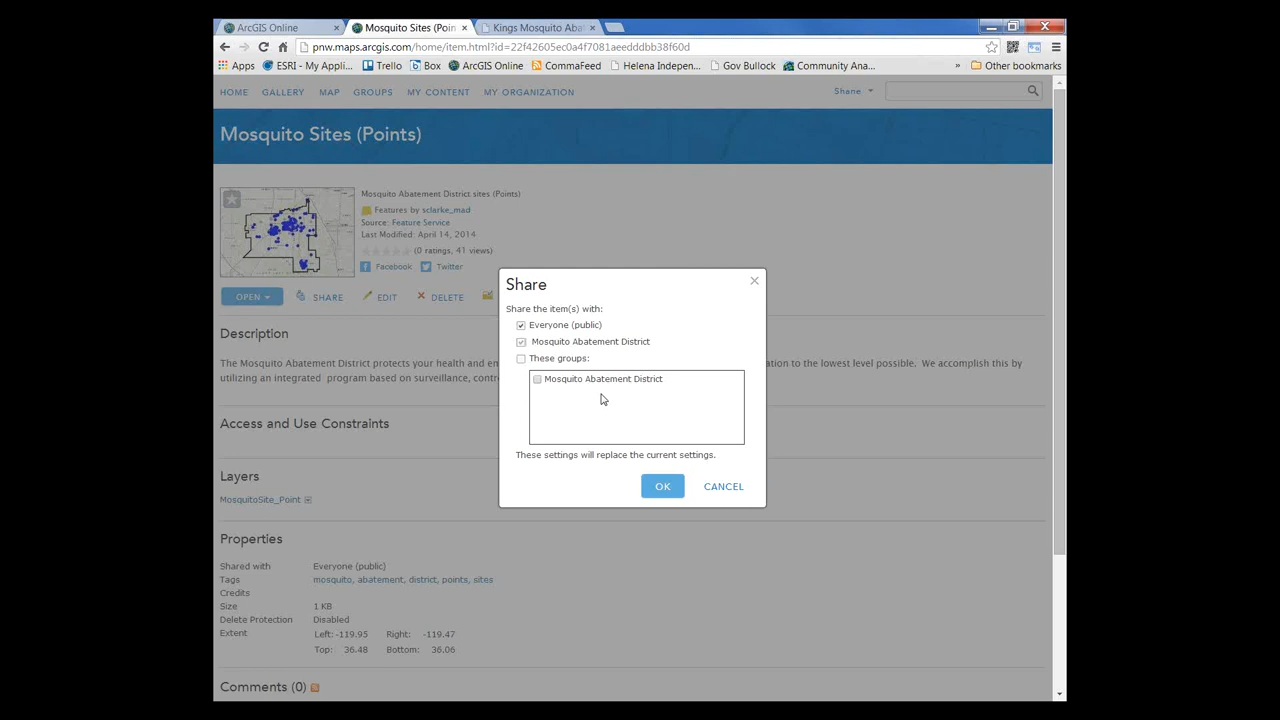 ArcGIS Online
Mosquito Sites (Poin
Kings Mosquito Aba
pnw.maps.arcgis.com/home/item.html?id=22f42605ec0a4f7081aeedddbb38f60d
Apps ESRI - My Appli... Trello Box ArcGIS Online CommaFeed Helena Indepen... Gov Bullock Community Ana... » Other bookmarks
HOME GALLERY MAP GROUPS MY CONTENT MY ORGANIZATION Share
Mosquito Sites (Points)
Mosquito Abatement District sites (Points)
Features by sclarke_mad
Source: Feature Service
Last Modified: April 14, 2014
(0 ratings, 41 views)
Facebook Twitter
OPEN SHARE EDIT DELETE
Description
The Mosquito Abatement District protects your health and en
ation to the lowest level possible. We accomplish this by
utilizing an integrated program based on surveillance, contr
Access and Use Constraints
Layers
MosquitoSite_Point
Properties
Shared with Everyone (public)
Tags mosquito, abatement, district, points, sites
Credits
Size 1 KB
Delete Protection Disabled
Extent Left: -119.95 Right: -119.47
Top: 36.48 Bottom: 36.06
Comments (0)
Share
Share the item(s) with:
Everyone (public)
Mosquito Abatement District
These groups:
Mosquito Abatement District
These settings will replace the current settings.
OK CANCEL